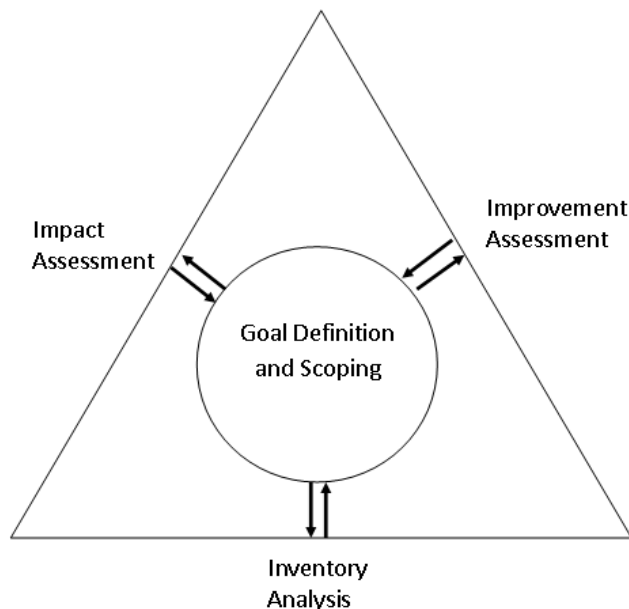 Impact
Assessment
Improvement
Assessment
Goal Definition
and Scoping
Inventory
Analysis